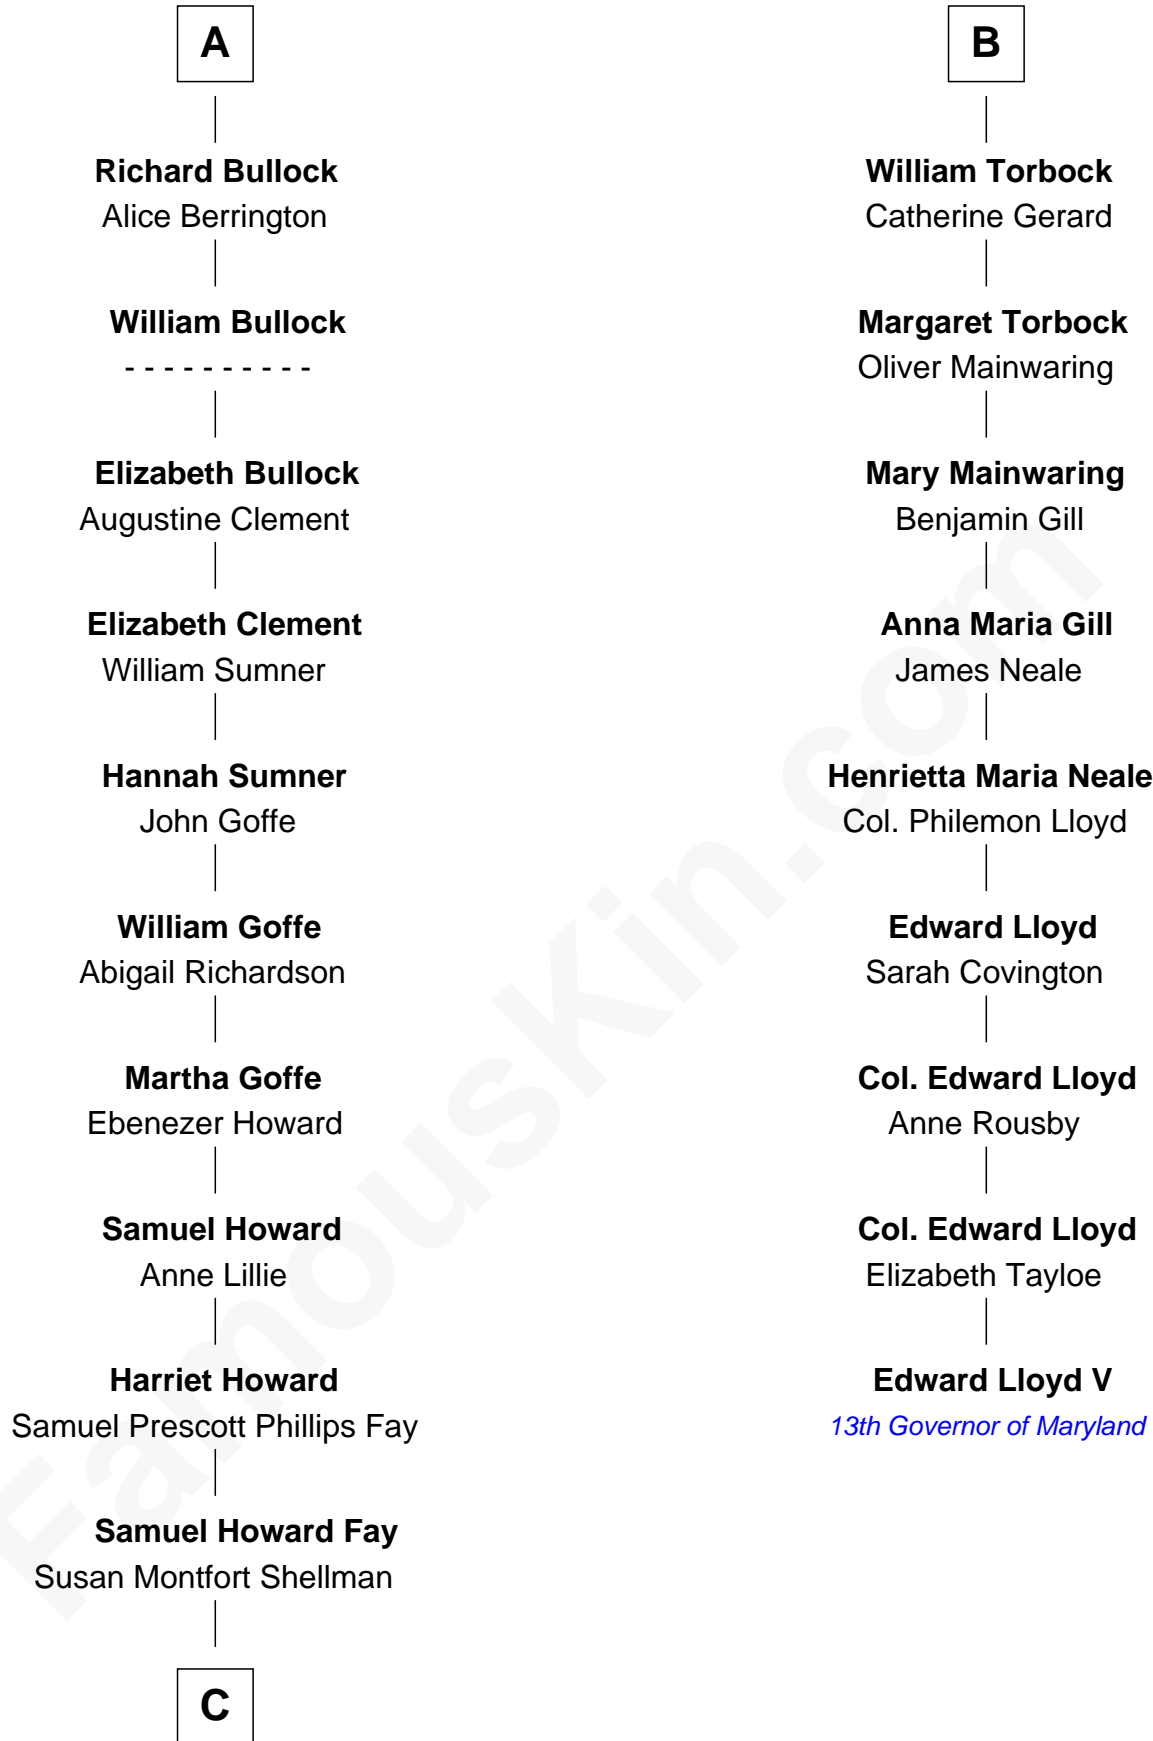 A
Richard Bullock
Alice Berrington
William Bullock
- - - - - - - - - - -
Elizabeth Bullock
Augustine Clement
Elizabeth Clement
William Sumner
Hannah Sumner
John Goffe
William Goffe
Abigail Richardson
Martha Goffe
Ebenezer Howard
Samuel Howard
Anne Lillie
Harriet Howard
Samuel Prescott Phillips Fay
Samuel Howard Fay
Susan Montfort Shellman
C
B
William Torbock
Catherine Gerard
Margaret Torbock
Oliver Mainwaring
Mary Mainwaring
Benjamin Gill
Anna Maria Gill
James Neale
Henrietta Maria Neale
Col. Philemon Lloyd
Edward Lloyd
Sarah Covington
Col. Edward Lloyd
Anne Rousby
Col. Edward Lloyd
Elizabeth Tayloe
Edward Lloyd V
13th Governor of Maryland
FamousKin.com